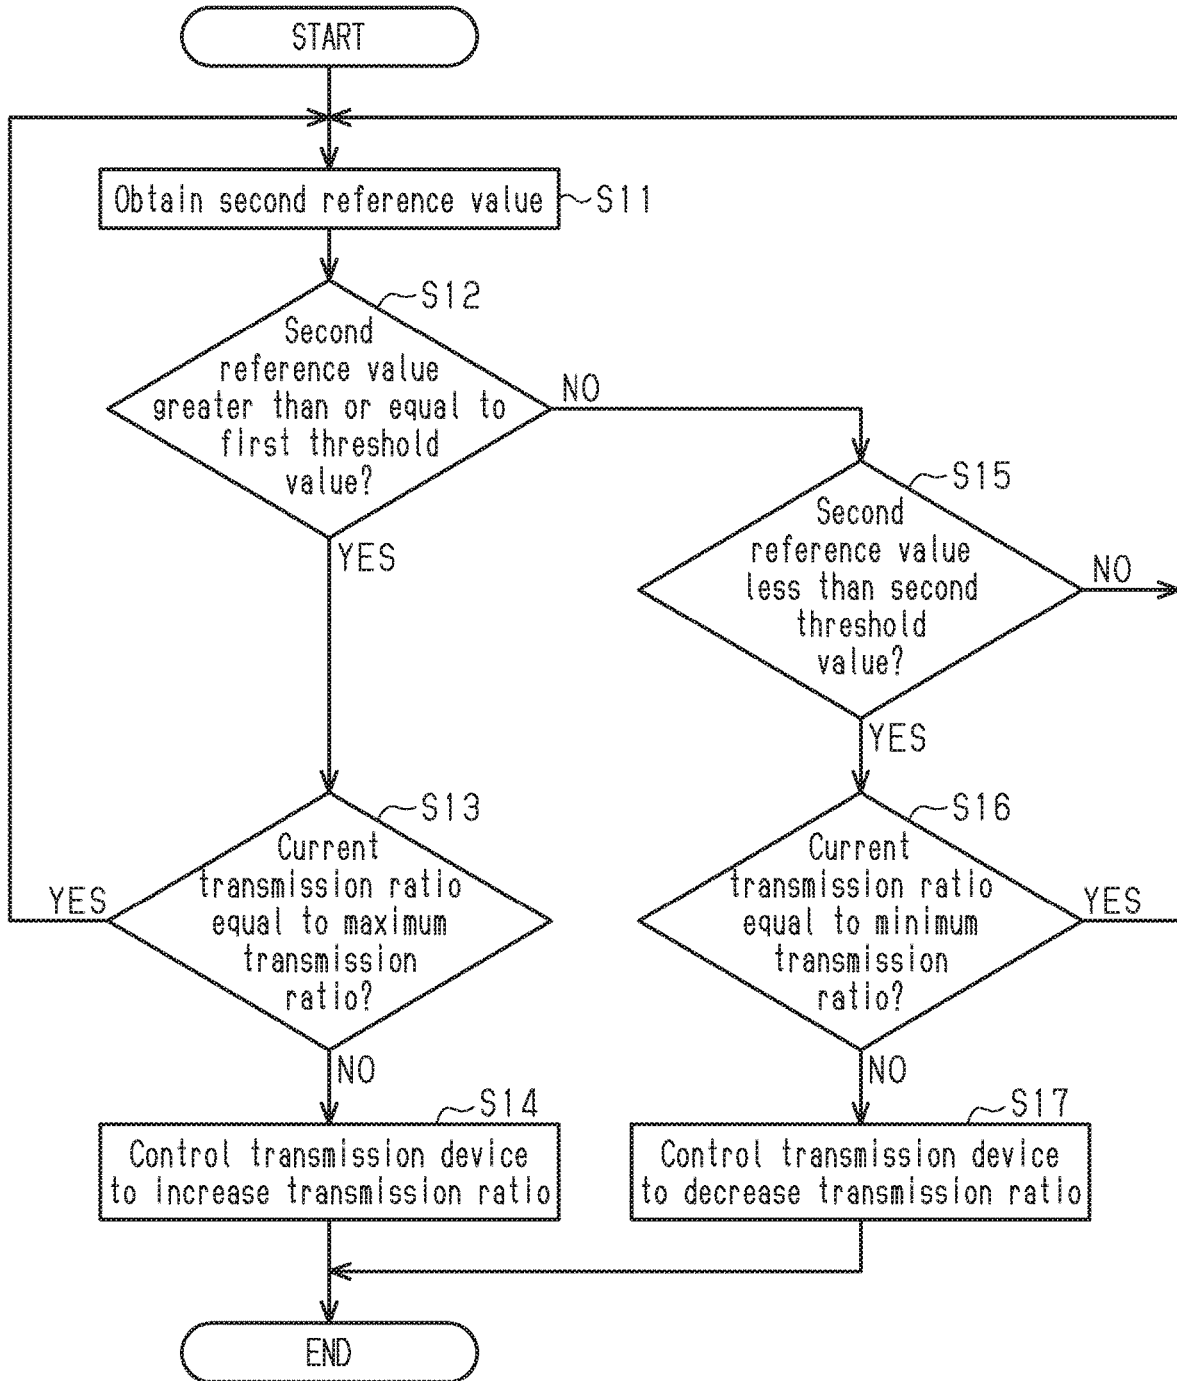 START
Obtain second reference value
S11
S12
Second
reference value
greater than or equal to
first threshold
value?
NO
YES
S15
Second
reference value
less than second
threshold
value?
NO
YES
S13
Current
transmission ratio
equal to maximum
transmission
ratio?
YES
NO
S16
Current
transmission ratio
equal to minimum
transmission
ratio?
YES
NO
S14
Control transmission device
to increase transmission ratio
S17
Control transmission device
to decrease transmission ratio
END